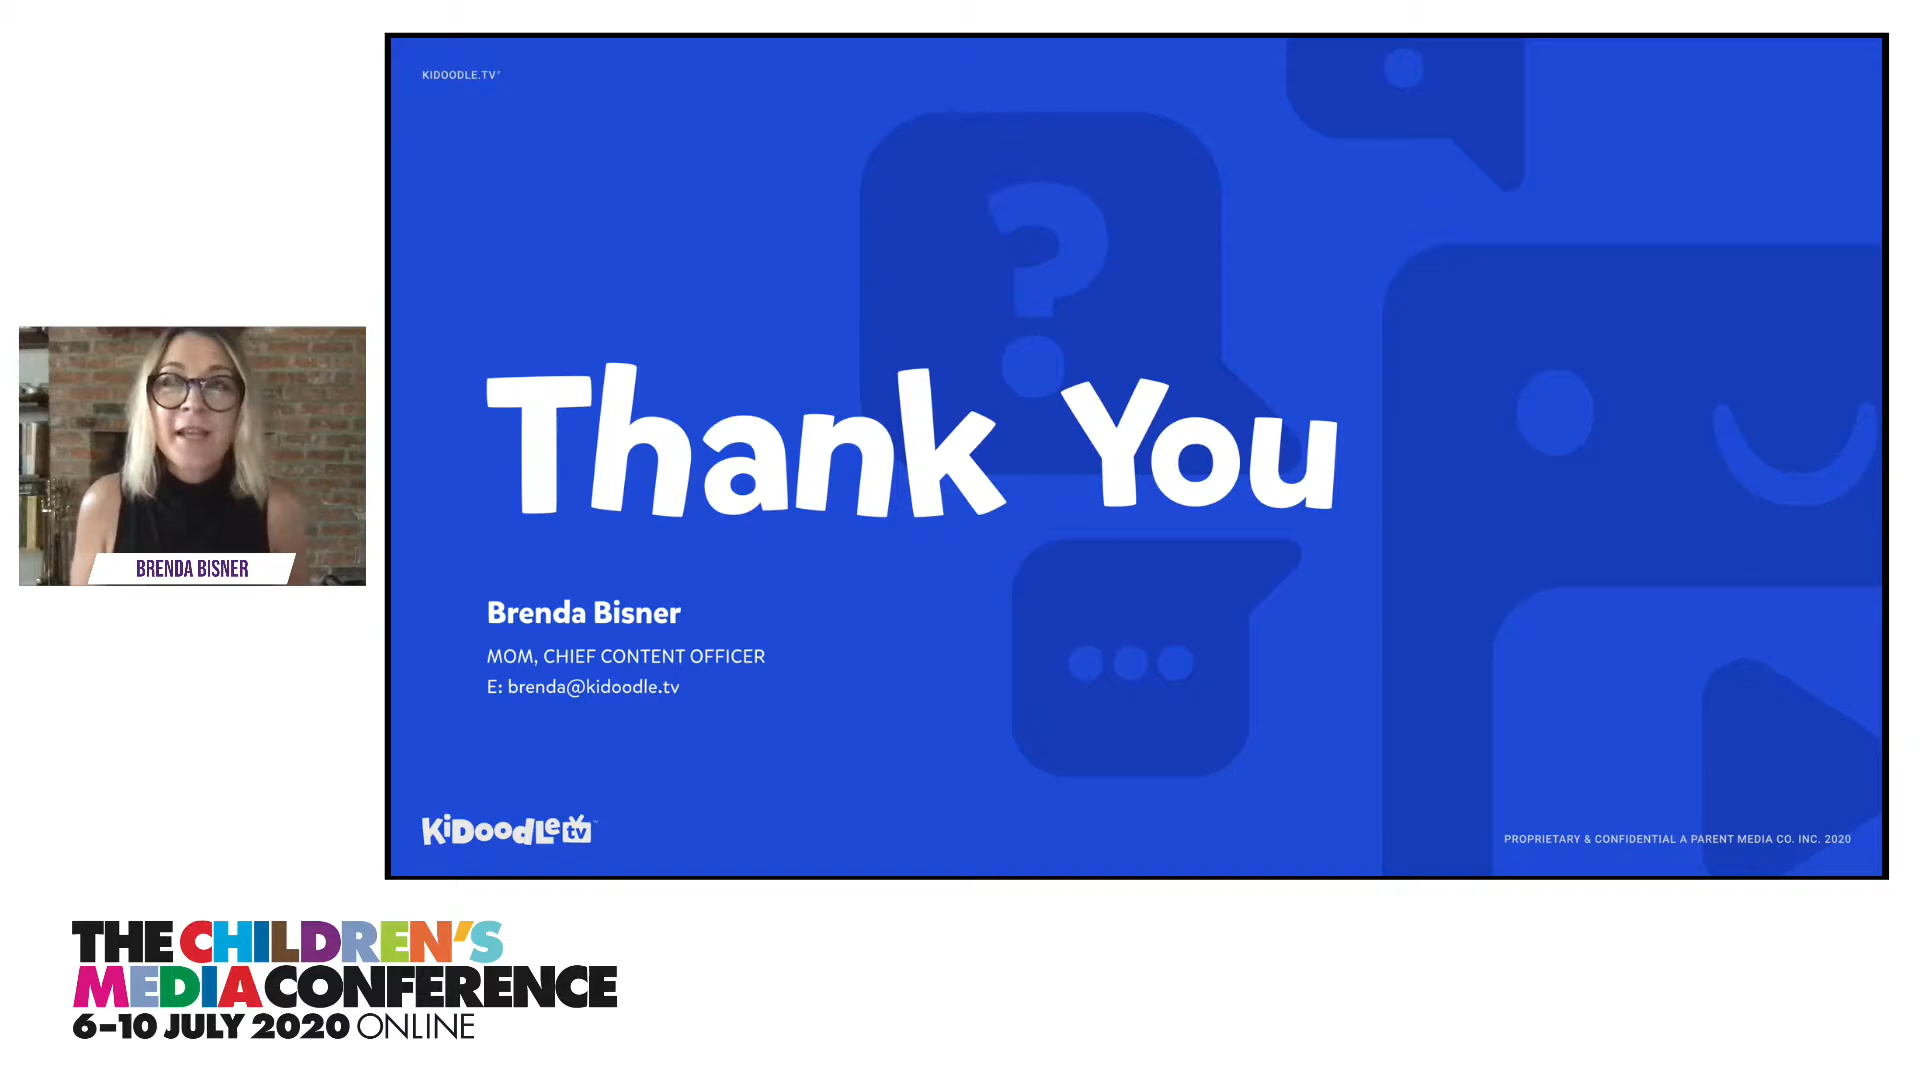 KIDOODLE.TV
?
Thank You
BRENDA BISNER
Brenda Bisner
MOM, CHIEF CONTENT OFFICER
E: brenda@kidoodle.tv
KiDoodLe tv
PROPRIETARY & CONFIDENTIAL A PARENT MEDIA CO. INC. 2020
THE CHILDREN'S
MEDIA CONFERENCE
6–10 JULY 2020 ONLINE